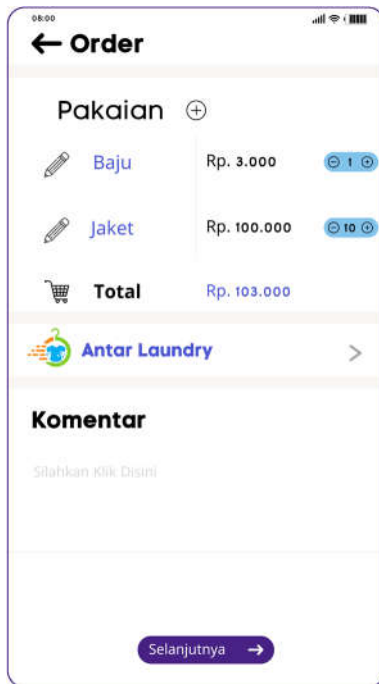 08:00
Order
Pakaian
Baju Rp. 3.000 1
Jaket Rp. 100.000 10
Total Rp. 103.000
Antar Laundry
Komentar
Silahkan Klik Disini
Selanjutnya